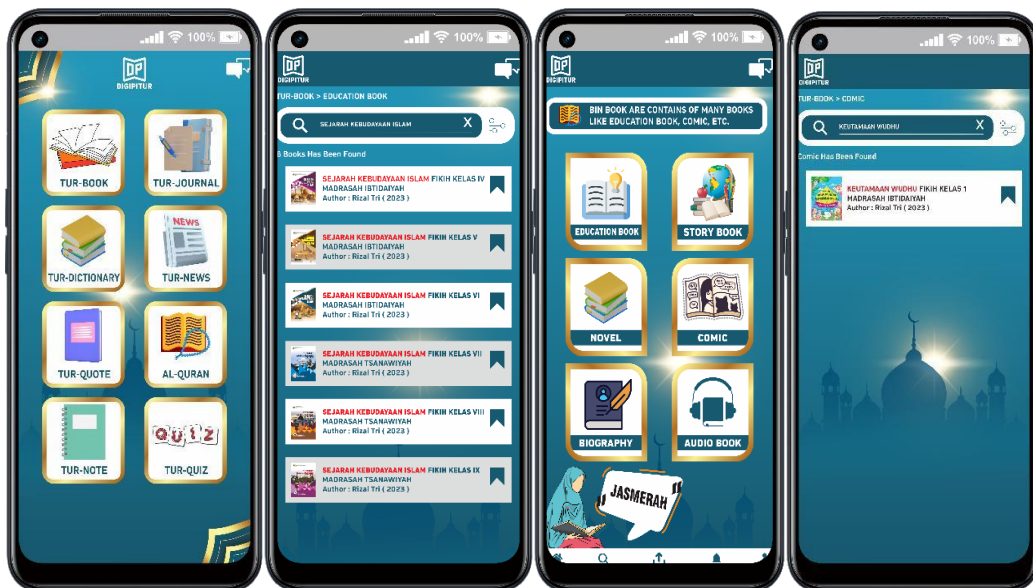 100%
DP
DIGIPITUR
TUR-BOOK
TUR-JOURNAL
NEWS
TUR-DICTIONARY
TUR-NEWS
TUR-QUOTE
AL-QURAN
QUIZ
TUR-NOTE
TUR-QUIZ
100%
DP
DIGIPITUR
TUR-BOOK > EDUCATION BOOK
SEJARAH KEBUDAYAAN ISLAM X
8 Books Has Been Found
SEJARAH KEBUDAYAAN ISLAM FIKIH KELAS IV
MADRASAH IBTIDAIYAH
Author : Rizal Tri ( 2023 )
SEJARAH KEBUDAYAAN ISLAM FIKIH KELAS V
MADRASAH IBTIDAIYAH
Author : Rizal Tri ( 2023 )
SEJARAH KEBUDAYAAN ISLAM FIKIH KELAS VI
MADRASAH IBTIDAIYAH
Author : Rizal Tri ( 2023 )
SEJARAH KEBUDAYAAN ISLAM FIKIH KELAS VII
MADRASAH TSANAWIYAH
Author : Rizal Tri ( 2023 )
SEJARAH KEBUDAYAAN ISLAM FIKIH KELAS VIII
MADRASAH TSANAWIYAH
Author : Rizal Tri ( 2023 )
SEJARAH KEBUDAYAAN ISLAM FIKIH KELAS IX
MADRASAH TSANAWIYAH
Author : Rizal Tri ( 2023 )
100%
DP
DIGIPITUR
BIN BOOK ARE CONTAINS OF MANY BOOKS
LIKE EDUCATION BOOK, COMIC, ETC.
EDUCATION BOOK
STORY BOOK
NOVEL
COMIC
BIOGRAPHY
AUDIO BOOK
"JASMERAH"
100%
DP
DIGIPITUR
TUR-BOOK > COMIC
KEUTAMAAN WUDHU X
Comic Has Been Found
KEUTAMAAN WUDHU FIKIH KELAS 1
MADRASAH IBTIDAIYAH
Author : Rizal Tri ( 2023 )